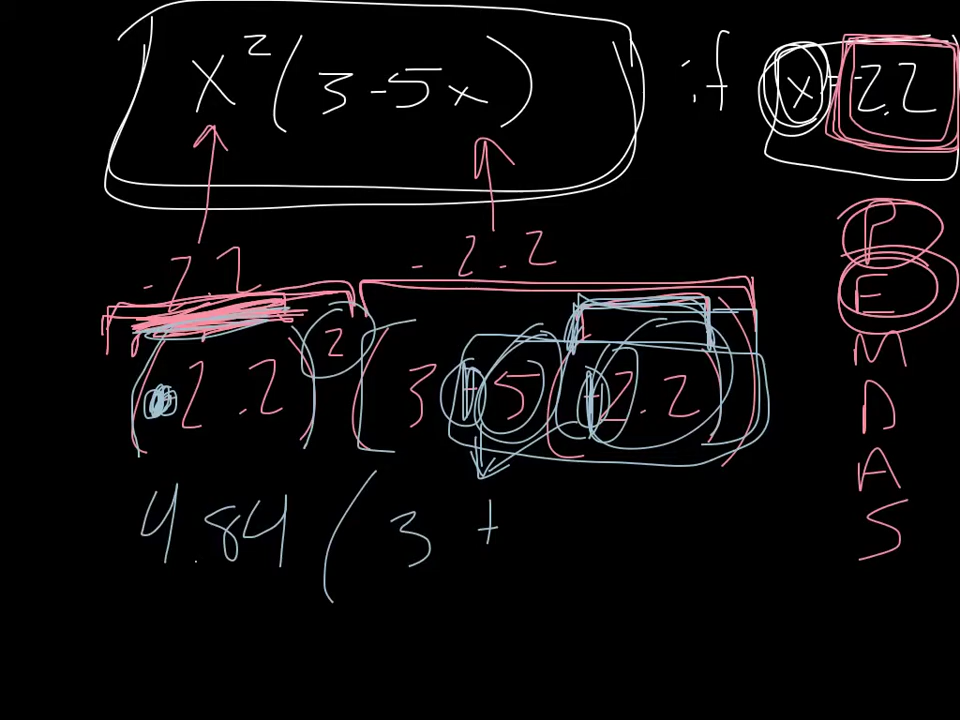 x²(3-5x) if x=-2.2
-2.2 -2.2
(-2.2)² (3-5(-2.2))
4.84 (3 +
P
E
M
D
A
S